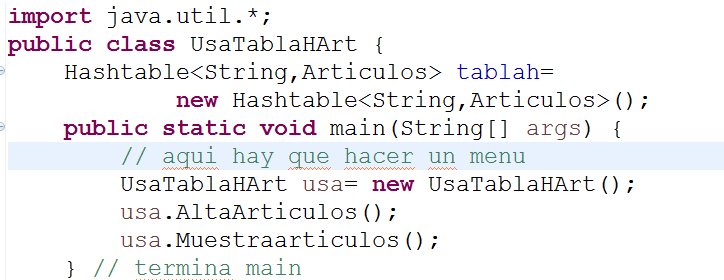 import java.util.*;
public class UsaTablaHArt {
Hashtable<String,Articulos> tablah=
new Hashtable<String,Articulos>();
public static void main(String[] args) {
// aqui hay que hacer un menu
UsaTablaHArt usa= new UsaTablaHArt();
usa.AltaArticulos();
usa.Muestraarticulos();
} // termina main